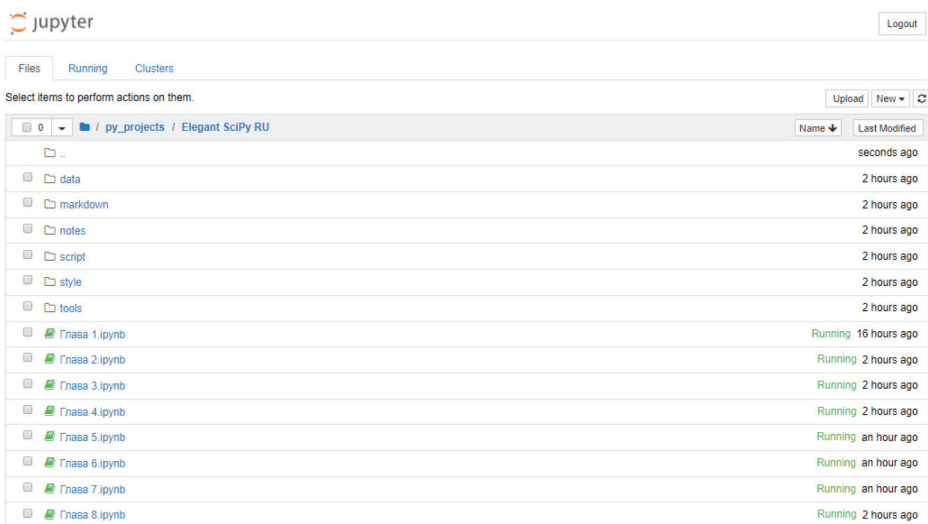 jupyter Logout
Files Running Clusters
Select items to perform actions on them. Upload New
0 / py_projects / Elegant SciPy RU Name Last Modified
.. seconds ago
data 2 hours ago
markdown 2 hours ago
notes 2 hours ago
script 2 hours ago
style 2 hours ago
tools 2 hours ago
Глава 1.ipynb Running 16 hours ago
Глава 2.ipynb Running 2 hours ago
Глава 3.ipynb Running 2 hours ago
Глава 4.ipynb Running 2 hours ago
Глава 5.ipynb Running an hour ago
Глава 6.ipynb Running an hour ago
Глава 7.ipynb Running an hour ago
Глава 8.ipynb Running 2 hours ago